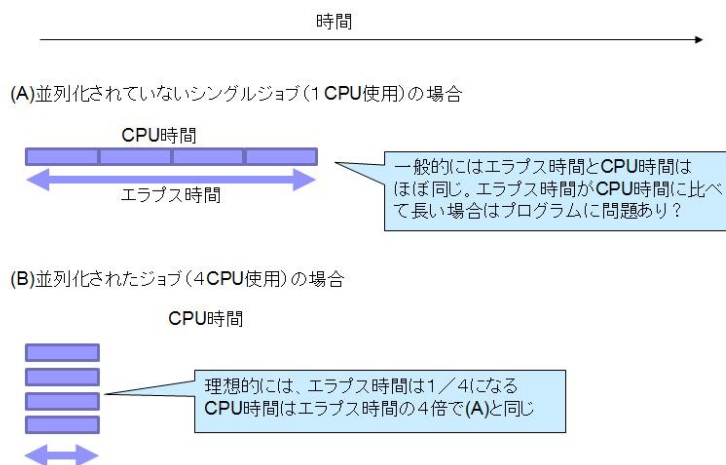 時間
(A)並列化されていないシングルジョブ(1CPU使用)の場合
CPU時間
エラプス時間
一般的にはエラプス時間とCPU時間は
ほぼ同じ。エラプス時間がCPU時間に比べ
て長い場合はプログラムに問題あり?
(B)並列化されたジョブ(4CPU使用)の場合
CPU時間
理想的には、エラプス時間は1/4になる
CPU時間はエラプス時間の4倍で(A)と同じ